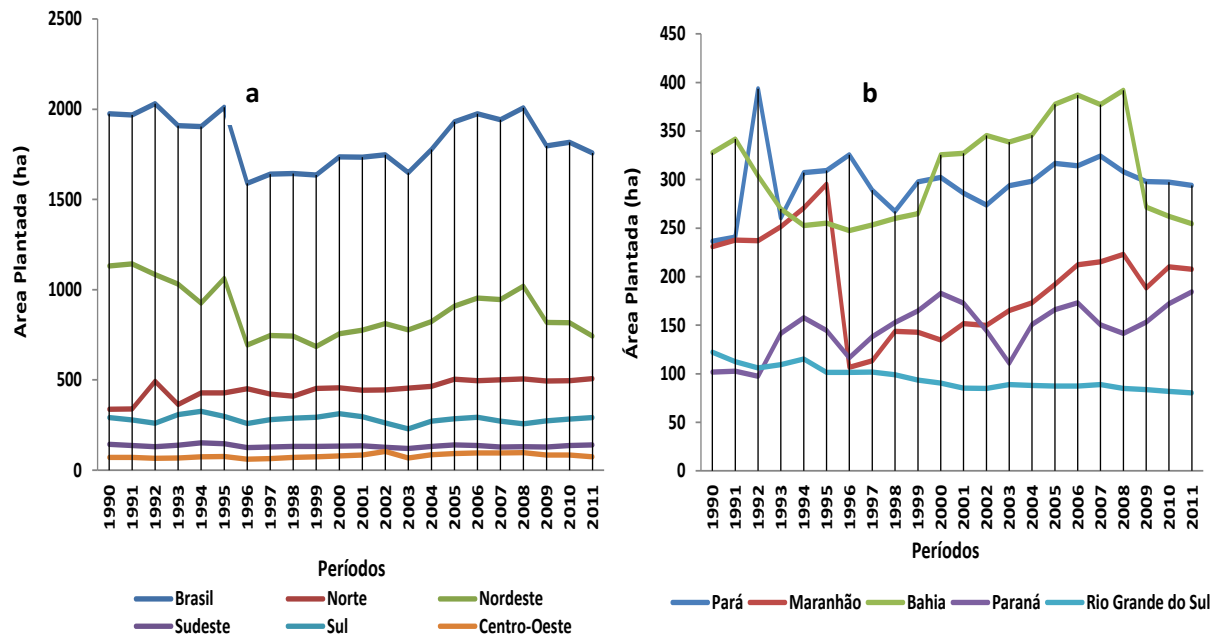 a
Area Plantada (ha)
2500
2000
1500
1000
500
0
1990 1991 1992 1993 1994 1995 1996 1997 1998 1999 2000 2001 2002 2003 2004 2005 2006 2007 2008 2009 2010 2011
Períodos
Brasil Norte Nordeste
Sudeste Sul Centro-Oeste
b
Área Plantada (ha)
450
400
350
300
250
200
150
100
50
0
1990 1991 1992 1993 1994 1995 1996 1997 1998 1999 2000 2001 2002 2003 2004 2005 2006 2007 2008 2009 2010 2011
Períodos
Pará Maranhão Bahia Paraná Rio Grande do Sul